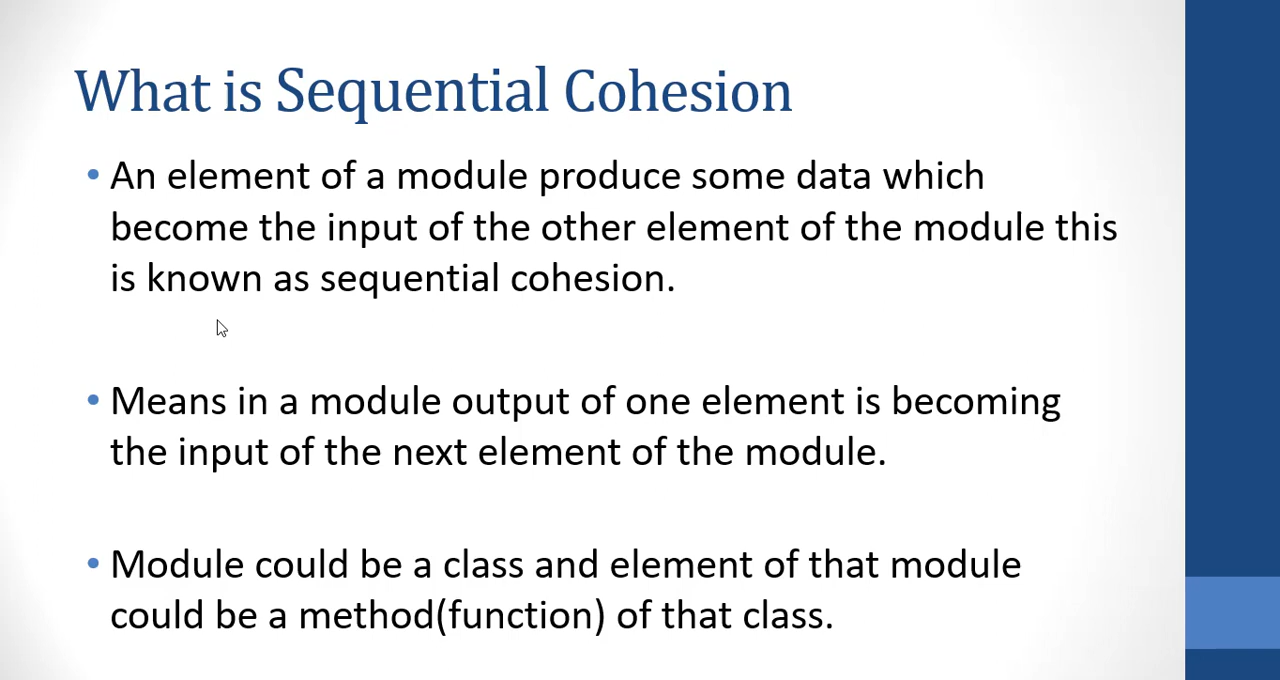 What is Sequential Cohesion
• An element of a module produce some data which
become the input of the other element of the module this
is known as sequential cohesion.
• Means in a module output of one element is becoming
the input of the next element of the module.
• Module could be a class and element of that module
could be a method(function) of that class.